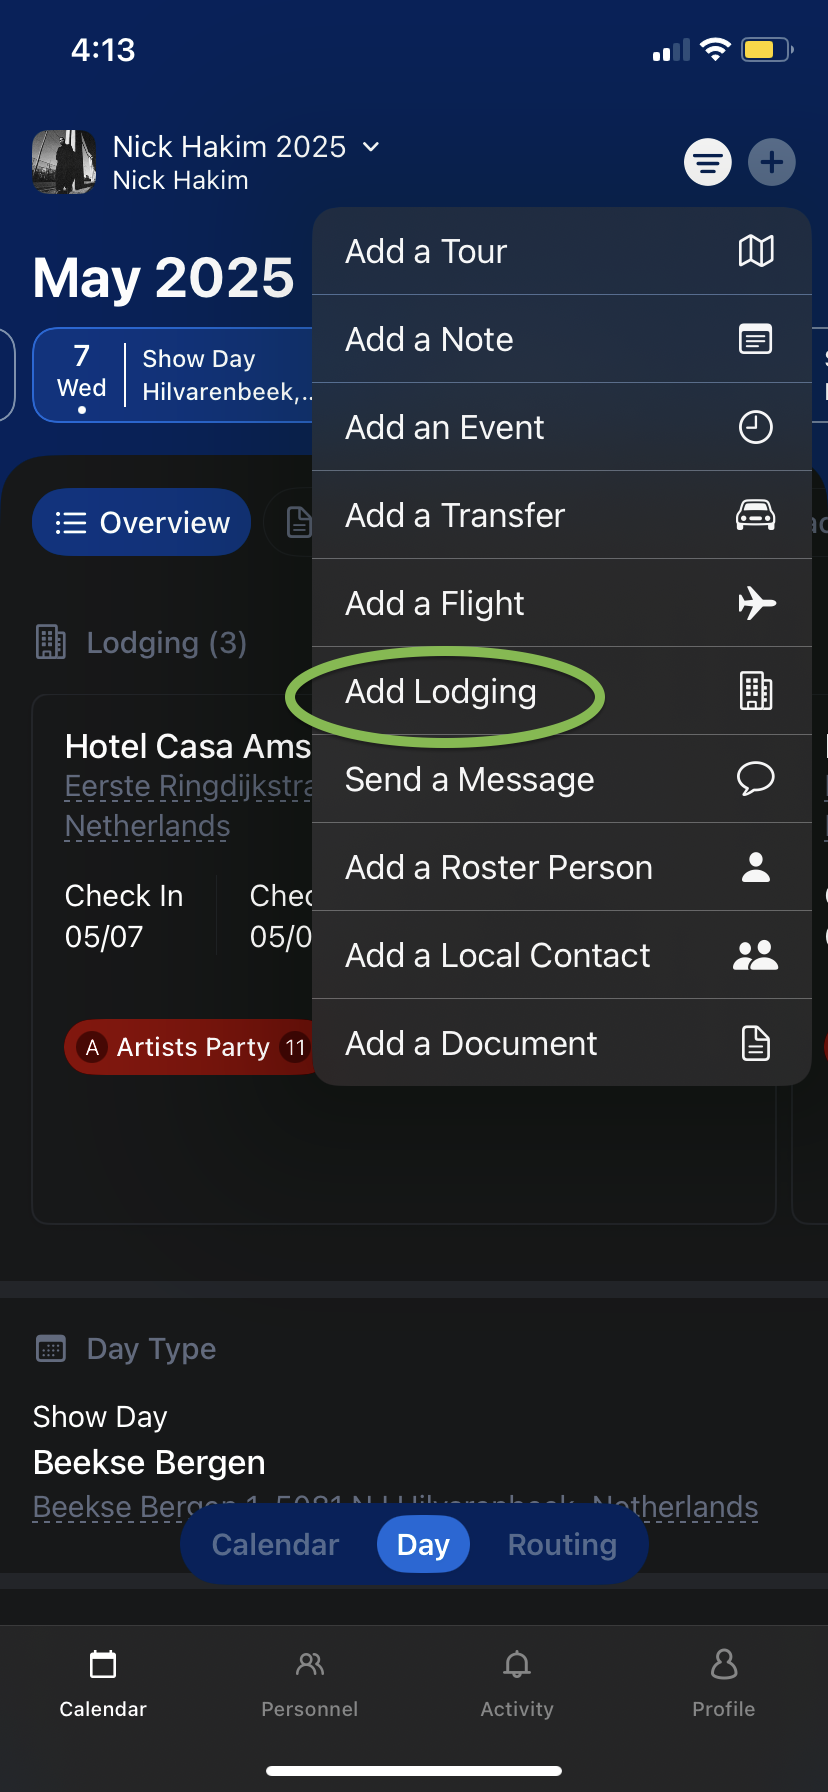 4:13
Nick Hakim 2025
Nick Hakim
May 2025
7
Wed
Show Day
Hilvarenbeek,...
Overview
Lodging (3)
Hotel Casa Ams
Eerste Ringdijkstra
Netherlands
Check In
05/07
Chec
05/0
A Artists Party 11
Add a Tour
Add a Note
Add an Event
Add a Transfer
Add a Flight
Add Lodging
Send a Message
Add a Roster Person
Add a Local Contact
Add a Document
Day Type
Show Day
Beekse Bergen
Beekse Bergen 1, 5081 NJ Hilvarenbeek, Netherlands
Calendar
Day
Routing
Calendar
Personnel
Activity
Profile